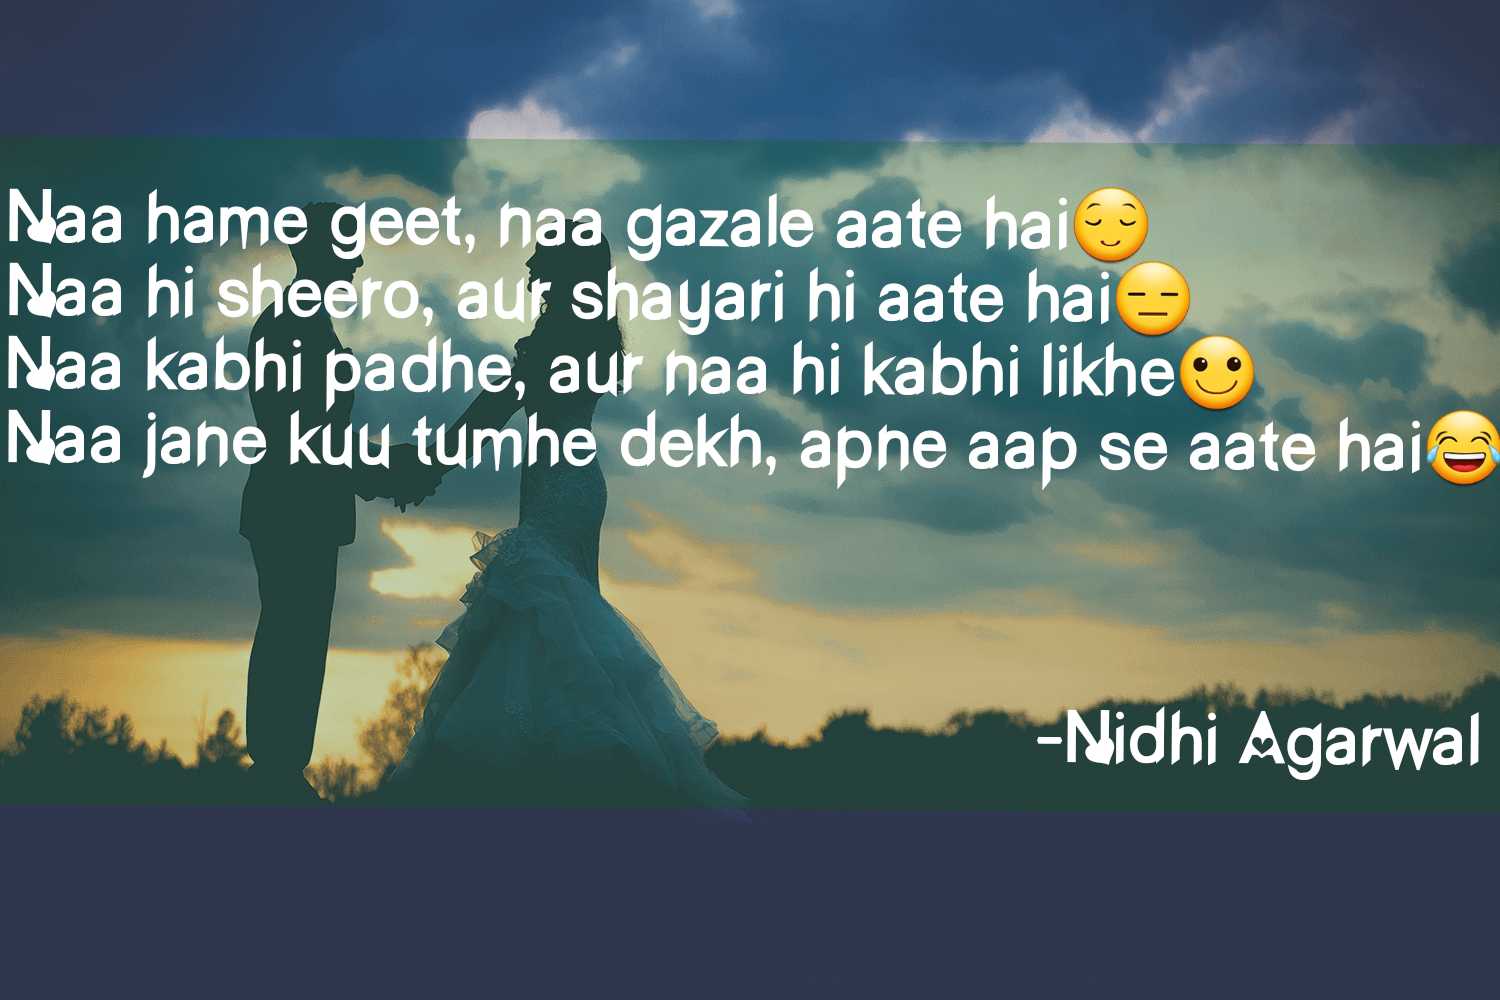 Naa hame geet, naa gazale aate hai😌
Naa hi sheero, aur shayari hi aate hai😑
Naa kabhi padhe, aur naa hi kabhi likhe🙂
Naa jane kuu tumhe dekh, apne aap se aate hai😂
-Nidhi Agarwal